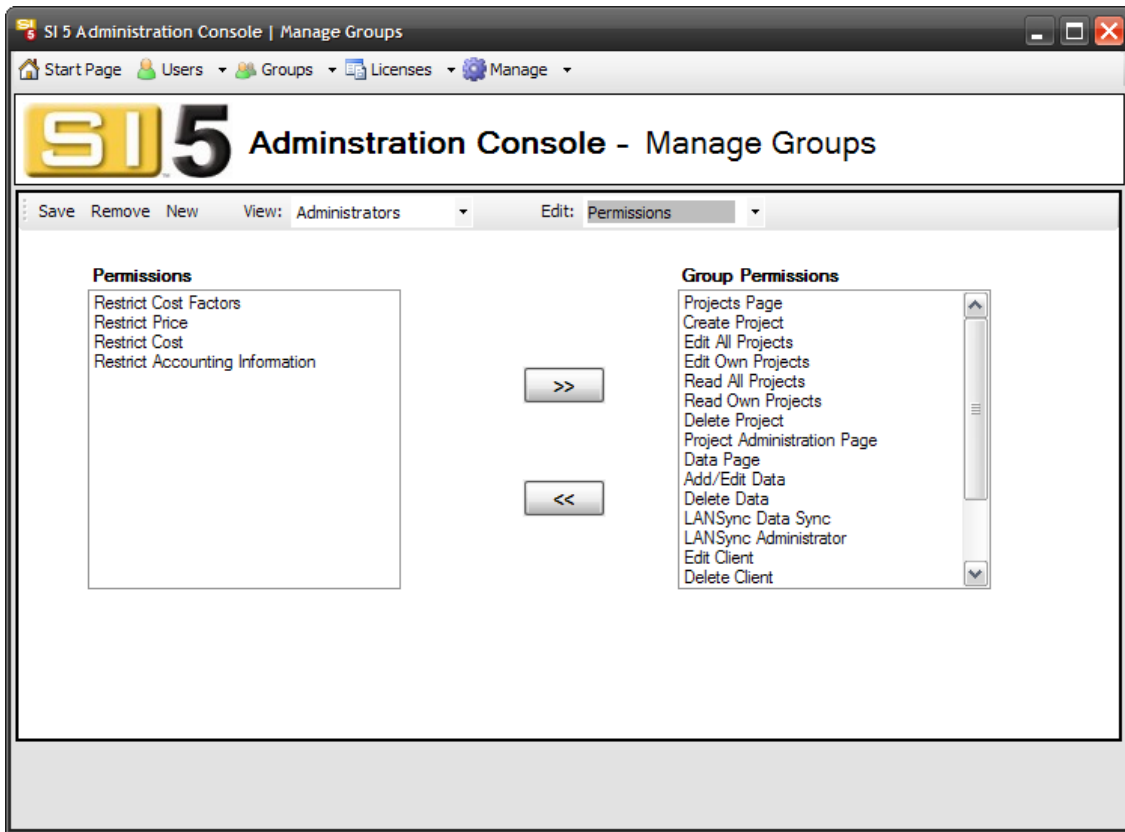 SI 5 Administration Console | Manage Groups
Start Page Users Groups Licenses Manage
SI 5 Adminstration Console - Manage Groups
Save Remove New View: Administrators Edit: Permissions
Permissions
Restrict Cost Factors
Restrict Price
Restrict Cost
Restrict Accounting Information
>>
<<
Group Permissions
Projects Page
Create Project
Edit All Projects
Edit Own Projects
Read All Projects
Read Own Projects
Delete Project
Project Administration Page
Data Page
Add/Edit Data
Delete Data
LANSync Data Sync
LANSync Administrator
Edit Client
Delete Client